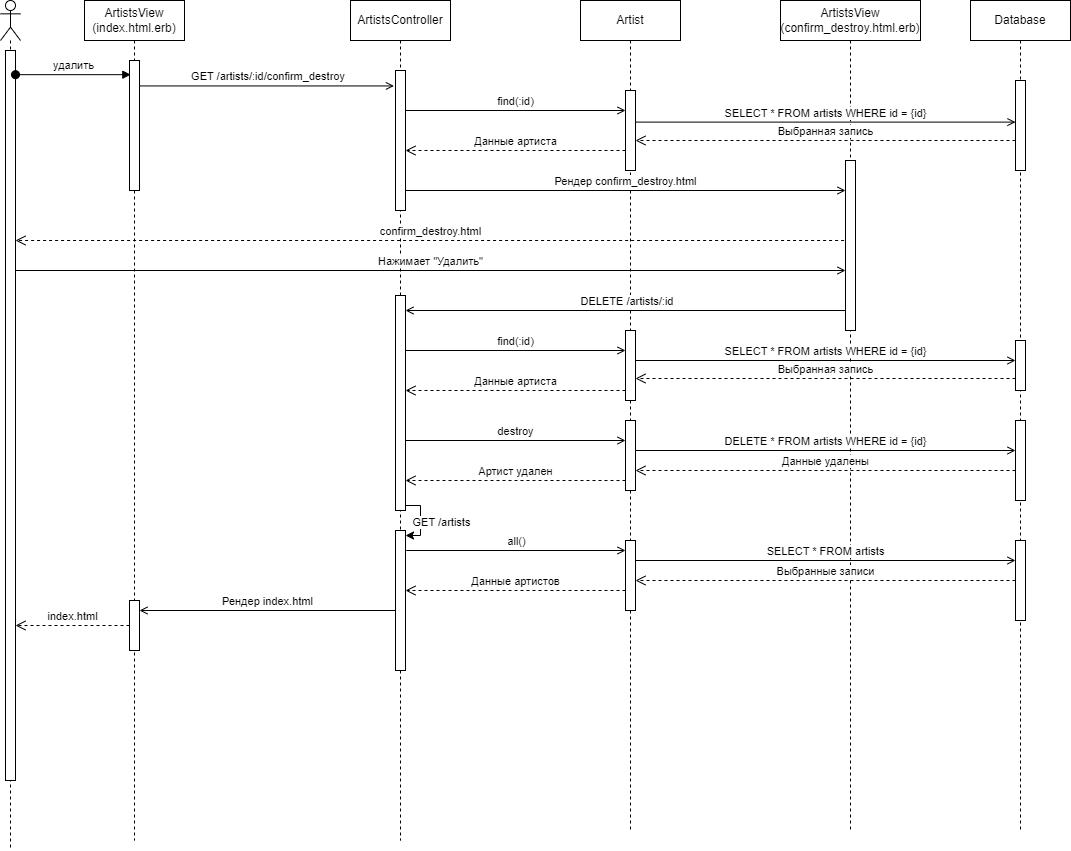 ArtistsView
(index.html.erb)
ArtistsController
Artist
ArtistsView
(confirm_destroy.html.erb)
Database
удалить
GET /artists/:id/confirm_destroy
find(:id)
SELECT * FROM artists WHERE id = {id}
Выбранная запись
Данные артиста
Рендер confirm_destroy.html
confirm_destroy.html
Нажимает "Удалить"
DELETE /artists/:id
find(:id)
SELECT * FROM artists WHERE id = {id}
Выбранная запись
Данные артиста
destroy
DELETE * FROM artists WHERE id = {id}
Данные удалены
Артист удален
GET /artists
all()
SELECT * FROM artists
Выбранные записи
Данные артистов
Рендер index.html
index.html